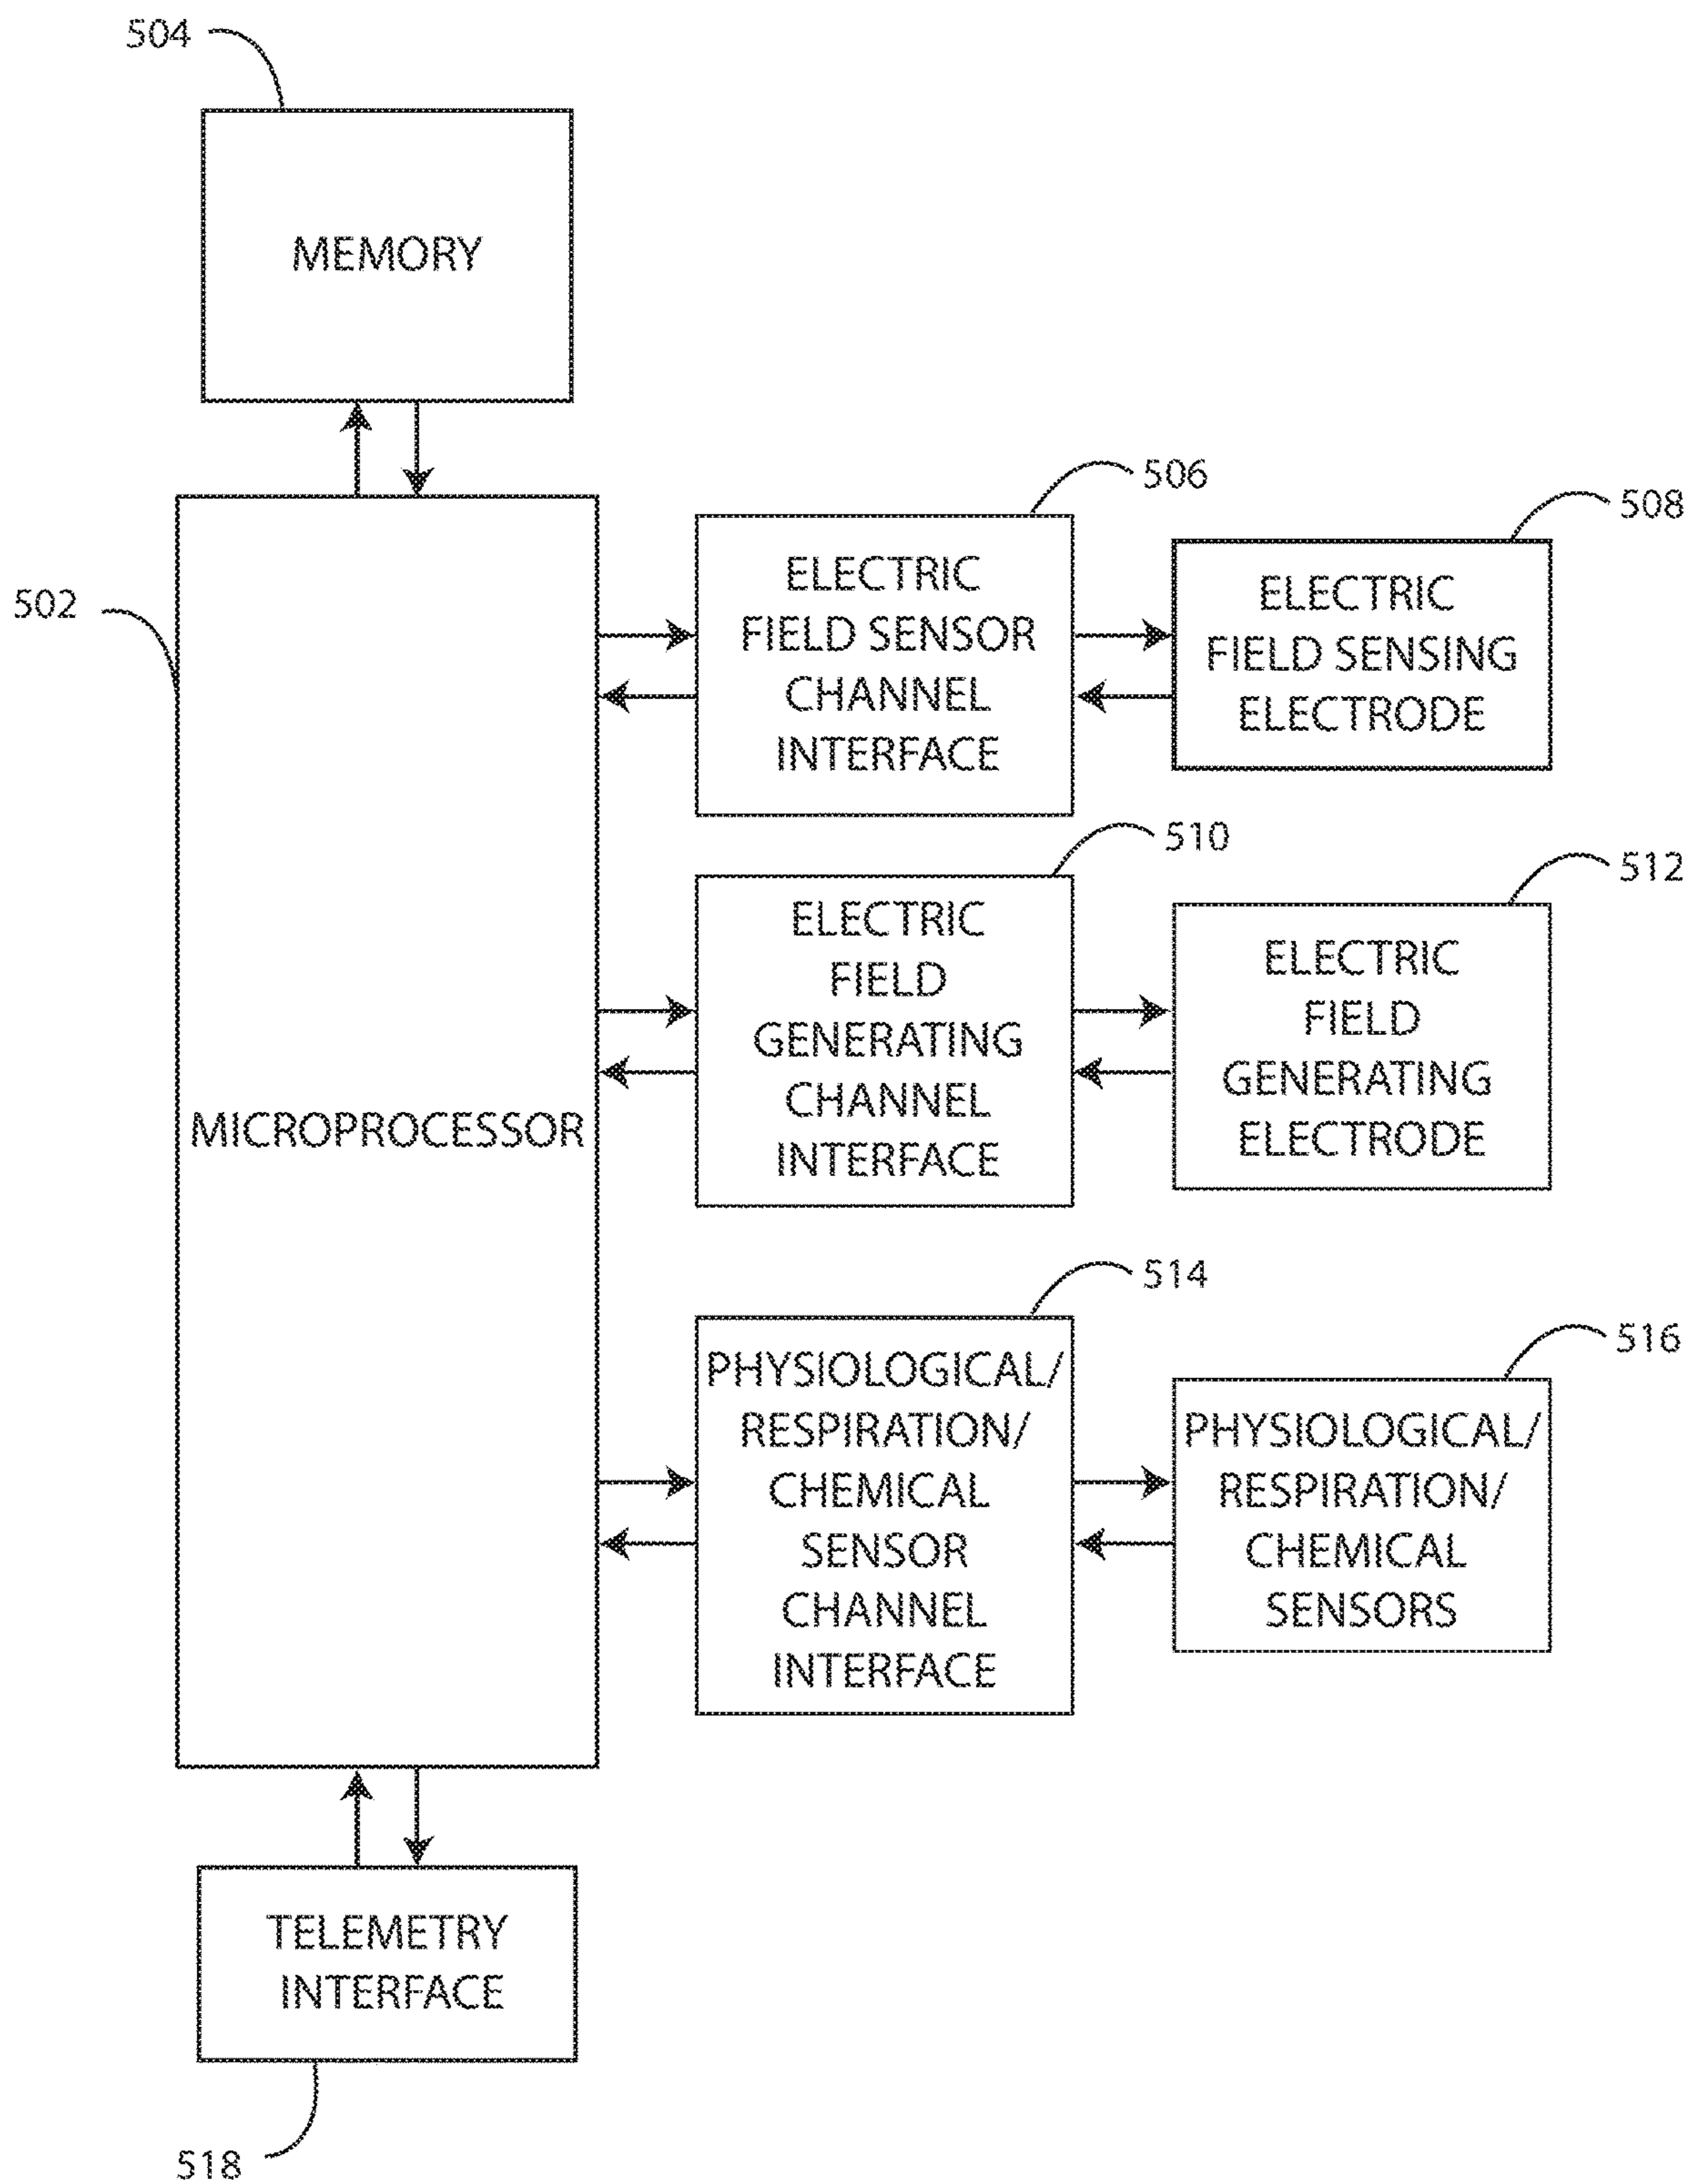 504
MEMORY
506
508
ELECTRIC
FIELD SENSOR
CHANNEL
INTERFACE
ELECTRIC
FIELD SENSING
ELECTRODE
502
510
512
ELECTRIC
FIELD
GENERATING
CHANNEL
INTERFACE
ELECTRIC
FIELD
GENERATING
ELECTRODE
MICROPROCESSOR
514
516
PHYSIOLOGICAL/
RESPIRATION/
CHEMICAL
SENSOR
CHANNEL
INTERFACE
PHYSIOLOGICAL/
RESPIRATION/
CHEMICAL
SENSORS
TELEMETRY
INTERFACE
518